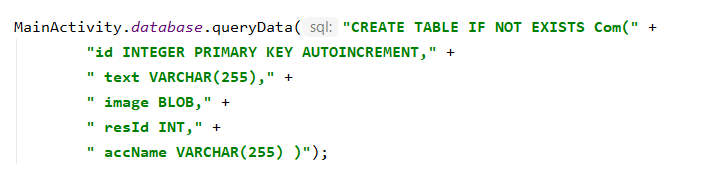 MainActivity.database.queryData( sql: "CREATE TABLE IF NOT EXISTS Com(" +
"id INTEGER PRIMARY KEY AUTOINCREMENT," +
" text VARCHAR(255)," +
" image BLOB," +
" resId INT," +
" accName VARCHAR(255) )");